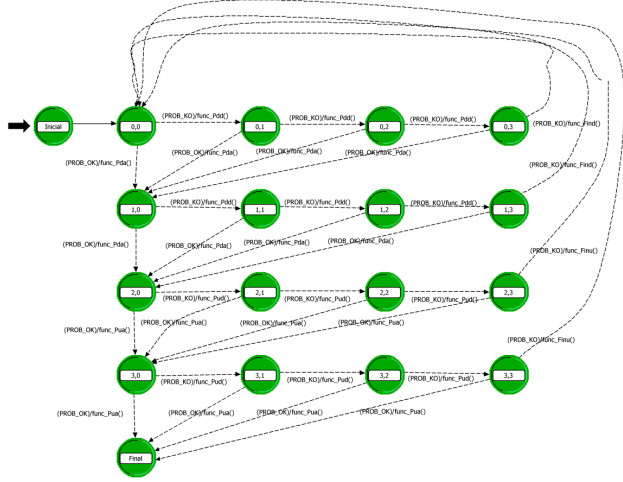 Inicial
0,0
(PROB_KO)/func_Pdd()
0,1
(PROB_KO)/func_Pdd()
0,2
(PROB_KO)/func_Pdd()
0,3
(PROB_KO)/func_Find()
(PROB_OK)/func_Pda()
(PROB_OK)/func_Pda()
(PROB_OK)/func_Pda()
(PROB_OK)/func_Pda()
(PROB_KO)/func_Find()
1,0
(PROB_KO)/func_Pdd()
1,1
(PROB_KO)/func_Pdd()
1,2
(PROB_KO)/func_Pdd()
1,3
(PROB_OK)/func_Pda()
(PROB_OK)/func_Pda()
(PROB_OK)/func_Pda()
(PROB_OK)/func_Pda()
(PROB_KO)/func_Finu()
2,0
(PROB_KO)/func_Pud()
2,1
(PROB_KO)/func_Pud()
2,2
(PROB_KO)/func_Pud()
2,3
(PROB_OK)/func_Pua()
(PROB_OK)/func_Pua()
(PROB_OK)/func_Pua()
(PROB_OK)/func_Pua()
(PROB_KO)/func_Finu()
3,0
(PROB_KO)/func_Pud()
3,1
(PROB_KO)/func_Pud()
3,2
(PROB_KO)/func_Pud()
3,3
(PROB_OK)/func_Pua()
(PROB_OK)/func_Pua()
(PROB_OK)/func_Pua()
(PROB_OK)/func_Pua()
Final